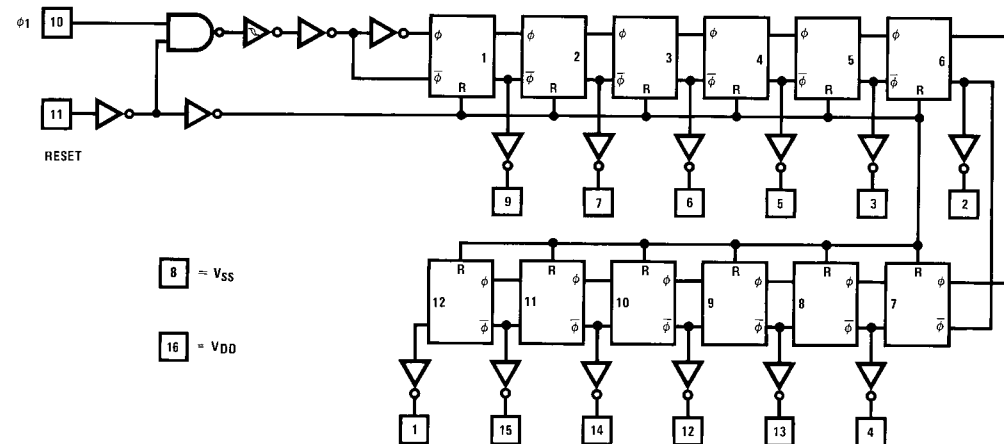 ϕ1 10
ϕ ϕ ϕ ϕ ϕ ϕ
1 2 3 4 5 6
ϕ̅ ϕ̅ ϕ̅ ϕ̅ ϕ̅ ϕ̅
R R R R R R
11
RESET
9 7 6 5 3 2
8 = VSS
R R R R R R
ϕ ϕ ϕ ϕ ϕ ϕ
12 11 10 9 8 7
ϕ̅ ϕ̅ ϕ̅ ϕ̅ ϕ̅ ϕ̅
16 = VDD
1 15 14 12 13 4